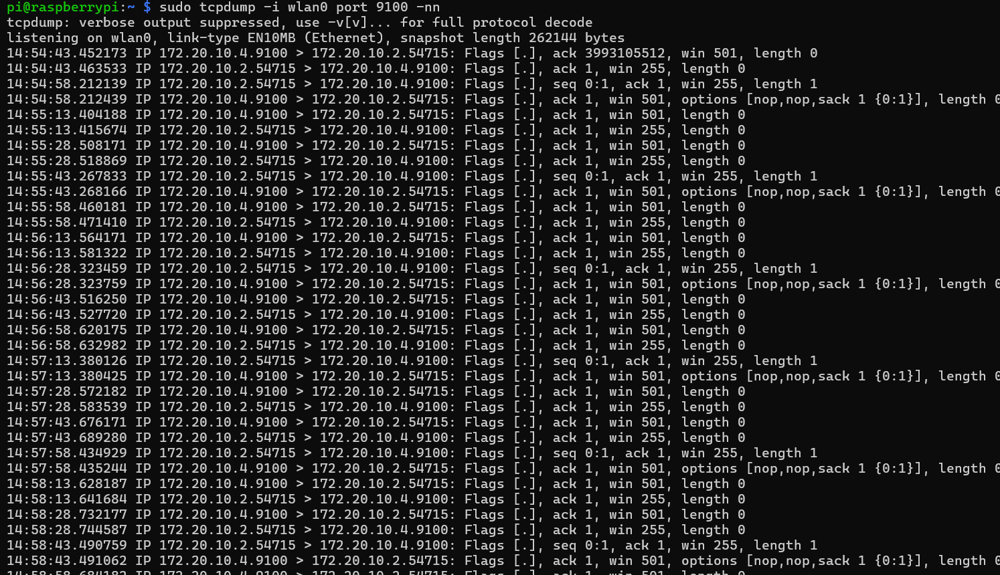 pi@raspberrypi:~ $ sudo tcpdump -i wlan0 port 9100 -nn
tcpdump: verbose output suppressed, use -v[v]... for full protocol decode
listening on wlan0, link-type EN10MB (Ethernet), snapshot length 262144 bytes
14:54:43.452173 IP 172.20.10.4.9100 > 172.20.10.2.54715: Flags [.], ack 3993105512, win 501, length 0
14:54:43.463533 IP 172.20.10.2.54715 > 172.20.10.4.9100: Flags [.], ack 1, win 255, length 0
14:54:58.212139 IP 172.20.10.2.54715 > 172.20.10.4.9100: Flags [.], seq 0:1, ack 1, win 255, length 1
14:54:58.212439 IP 172.20.10.4.9100 > 172.20.10.2.54715: Flags [.], ack 1, win 501, options [nop,nop,sack 1 {0:1}], length 0
14:55:13.404188 IP 172.20.10.4.9100 > 172.20.10.2.54715: Flags [.], ack 1, win 501, length 0
14:55:13.415674 IP 172.20.10.2.54715 > 172.20.10.4.9100: Flags [.], ack 1, win 255, length 0
14:55:28.508171 IP 172.20.10.4.9100 > 172.20.10.2.54715: Flags [.], ack 1, win 501, length 0
14:55:28.518869 IP 172.20.10.2.54715 > 172.20.10.4.9100: Flags [.], ack 1, win 255, length 0
14:55:43.267833 IP 172.20.10.2.54715 > 172.20.10.4.9100: Flags [.], seq 0:1, ack 1, win 255, length 1
14:55:43.268166 IP 172.20.10.4.9100 > 172.20.10.2.54715: Flags [.], ack 1, win 501, options [nop,nop,sack 1 {0:1}], length 0
14:55:58.460181 IP 172.20.10.4.9100 > 172.20.10.2.54715: Flags [.], ack 1, win 501, length 0
14:55:58.471410 IP 172.20.10.2.54715 > 172.20.10.4.9100: Flags [.], ack 1, win 255, length 0
14:56:13.564171 IP 172.20.10.4.9100 > 172.20.10.2.54715: Flags [.], ack 1, win 501, length 0
14:56:13.581322 IP 172.20.10.2.54715 > 172.20.10.4.9100: Flags [.], ack 1, win 255, length 0
14:56:28.323459 IP 172.20.10.2.54715 > 172.20.10.4.9100: Flags [.], seq 0:1, ack 1, win 255, length 1
14:56:28.323759 IP 172.20.10.4.9100 > 172.20.10.2.54715: Flags [.], ack 1, win 501, options [nop,nop,sack 1 {0:1}], length 0
14:56:43.516250 IP 172.20.10.4.9100 > 172.20.10.2.54715: Flags [.], ack 1, win 501, length 0
14:56:43.527720 IP 172.20.10.2.54715 > 172.20.10.4.9100: Flags [.], ack 1, win 255, length 0
14:56:58.620175 IP 172.20.10.4.9100 > 172.20.10.2.54715: Flags [.], ack 1, win 501, length 0
14:56:58.632982 IP 172.20.10.2.54715 > 172.20.10.4.9100: Flags [.], ack 1, win 255, length 0
14:57:13.380126 IP 172.20.10.2.54715 > 172.20.10.4.9100: Flags [.], seq 0:1, ack 1, win 255, length 1
14:57:13.380425 IP 172.20.10.4.9100 > 172.20.10.2.54715: Flags [.], ack 1, win 501, options [nop,nop,sack 1 {0:1}], length 0
14:57:28.572182 IP 172.20.10.4.9100 > 172.20.10.2.54715: Flags [.], ack 1, win 501, length 0
14:57:28.583539 IP 172.20.10.2.54715 > 172.20.10.4.9100: Flags [.], ack 1, win 255, length 0
14:57:43.676171 IP 172.20.10.4.9100 > 172.20.10.2.54715: Flags [.], ack 1, win 501, length 0
14:57:43.689280 IP 172.20.10.2.54715 > 172.20.10.4.9100: Flags [.], ack 1, win 255, length 0
14:57:58.434929 IP 172.20.10.2.54715 > 172.20.10.4.9100: Flags [.], seq 0:1, ack 1, win 255, length 1
14:57:58.435244 IP 172.20.10.4.9100 > 172.20.10.2.54715: Flags [.], ack 1, win 501, options [nop,nop,sack 1 {0:1}], length 0
14:58:13.628187 IP 172.20.10.4.9100 > 172.20.10.2.54715: Flags [.], ack 1, win 501, length 0
14:58:13.641684 IP 172.20.10.2.54715 > 172.20.10.4.9100: Flags [.], ack 1, win 255, length 0
14:58:28.732177 IP 172.20.10.4.9100 > 172.20.10.2.54715: Flags [.], ack 1, win 501, length 0
14:58:28.744587 IP 172.20.10.2.54715 > 172.20.10.4.9100: Flags [.], ack 1, win 255, length 0
14:58:43.490759 IP 172.20.10.2.54715 > 172.20.10.4.9100: Flags [.], seq 0:1, ack 1, win 255, length 1
14:58:43.491062 IP 172.20.10.4.9100 > 172.20.10.2.54715: Flags [.], ack 1, win 501, options [nop,nop,sack 1 {0:1}], length 0
14:58:58.684182 IP 172.20.10.4.9100 > 172.20.10.2.54715: Flags [.], ack 1, win 501, length 0